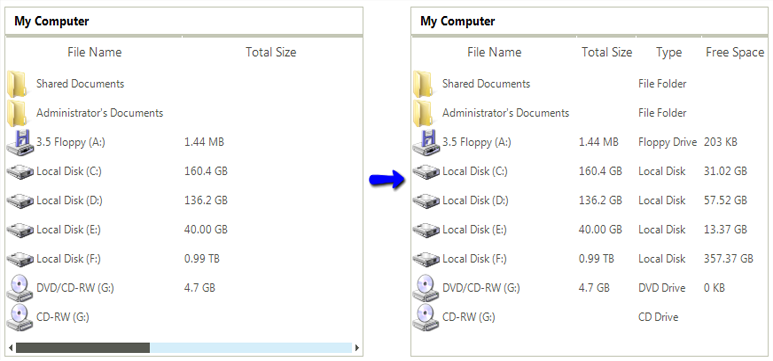 My Computer
File Name Total Size
Shared Documents
Administrator's Documents
3.5 Floppy (A:) 1.44 MB
Local Disk (C:) 160.4 GB
Local Disk (D:) 136.2 GB
Local Disk (E:) 40.00 GB
Local Disk (F:) 0.99 TB
DVD/CD-RW (G:) 4.7 GB
CD-RW (G:)
My Computer
File Name Total Size Type Free Space
Shared Documents File Folder
Administrator's Documents File Folder
3.5 Floppy (A:) 1.44 MB Floppy Drive 203 KB
Local Disk (C:) 160.4 GB Local Disk 31.02 GB
Local Disk (D:) 136.2 GB Local Disk 57.52 GB
Local Disk (E:) 40.00 GB Local Disk 13.37 GB
Local Disk (F:) 0.99 TB Local Disk 357.37 GB
DVD/CD-RW (G:) 4.7 GB DVD Drive 0 KB
CD-RW (G:) CD Drive